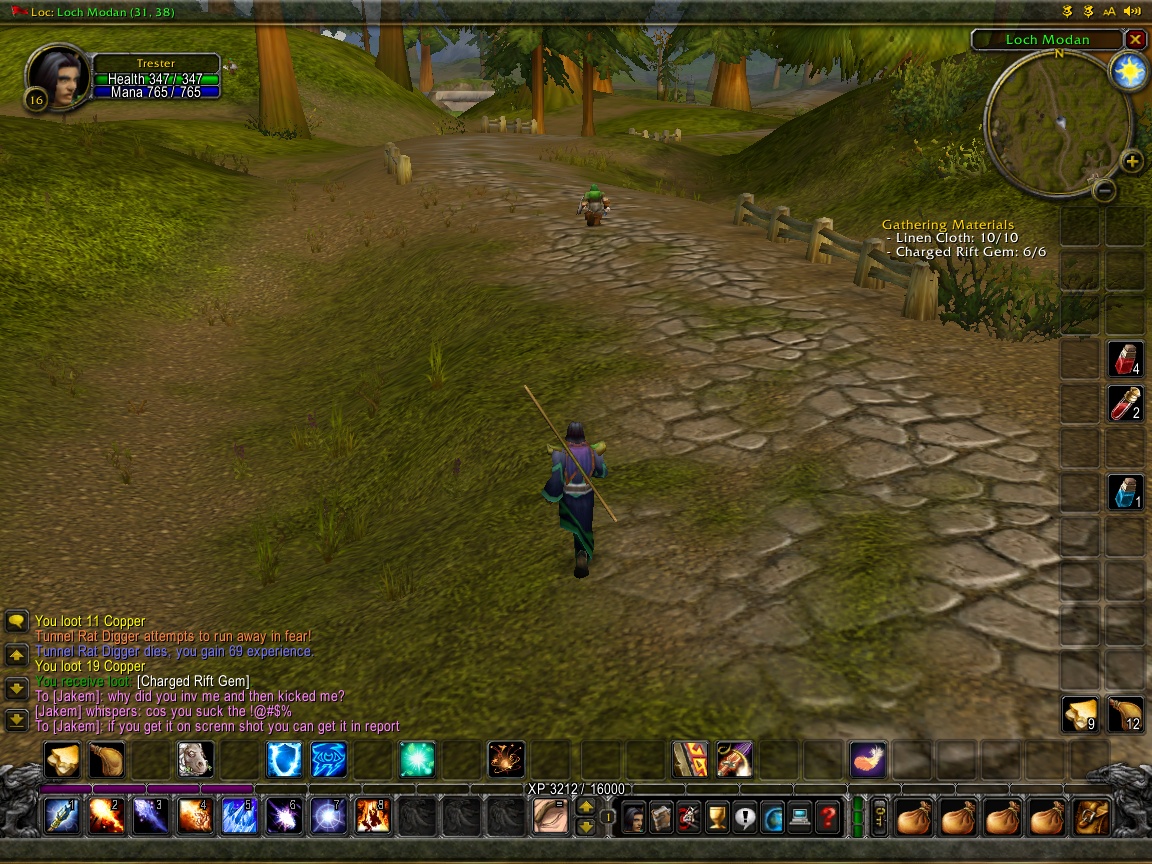 Loc: Loch Modan (31, 38)
AA
Loch Modan
N
Trester
Health 347 / 347
Mana 765 / 765
16
Gathering Materials
- Linen Cloth: 10/10
- Charged Rift Gem: 6/6
4
2
1
9
12
You loot 11 Copper
Tunnel Rat Digger attempts to run away in fear!
Tunnel Rat Digger dies, you gain 69 experience.
You loot 19 Copper
You receive loot: [Charged Rift Gem]
To [Jakem]: why did you inv me and then kicked me?
[Jakem] whispers: cos you suck the !@#$%
To [Jakem]: if you get it on screnn shot you can get it in report
XP 3212 / 16000
1 2 3 4 5 6 7 8 = 1